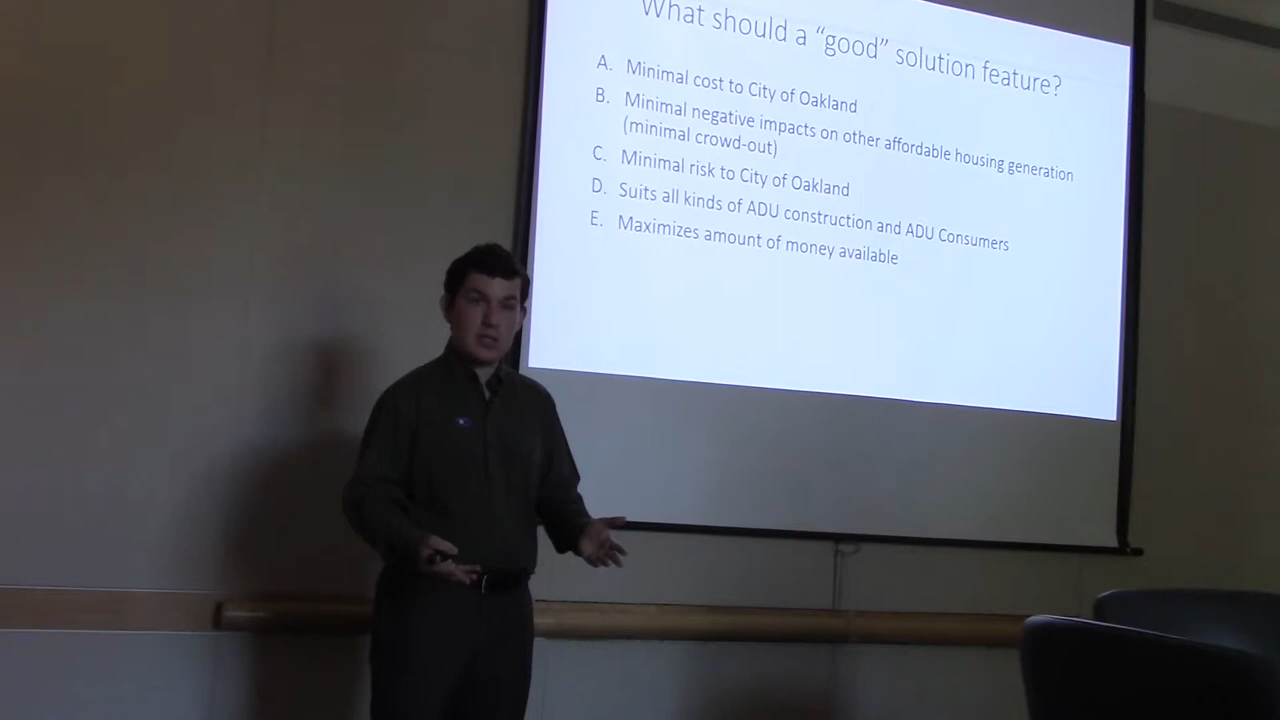 What should a “good” solution feature?
A. Minimal cost to City of Oakland
B. Minimal negative impacts on other affordable housing generation
(minimal crowd-out)
C. Minimal risk to City of Oakland
D. Suits all kinds of ADU construction and ADU Consumers
E. Maximizes amount of money available